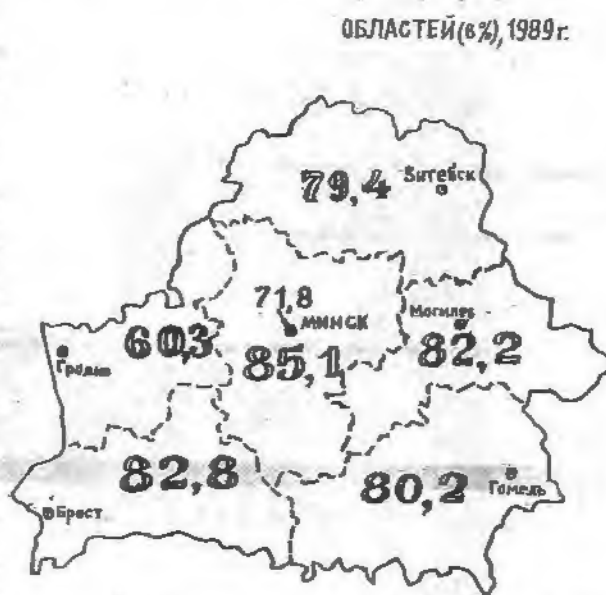 ОБЛАСТЕЙ (в %), 1989 г.
79,4 Витебск
71,8
МИНСК
Могилев
Гродно
60,3
85,1
82,2
82,8
80,2
Гомель
Брест